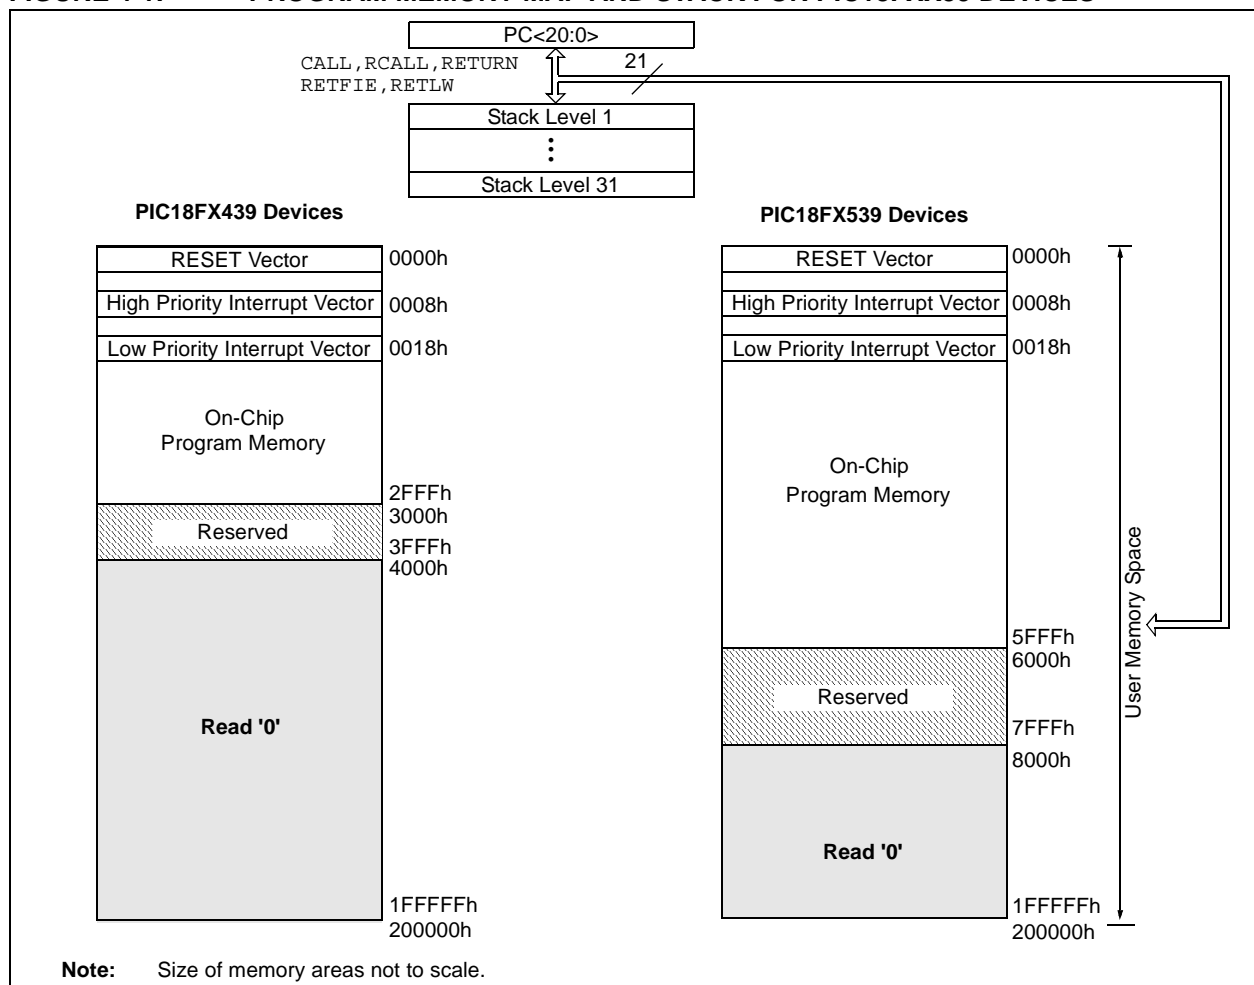 PC<20:0>
CALL,RCALL,RETURN
RETFIE,RETLW
21
Stack Level 1
Stack Level 31
PIC18FX439 Devices
RESET Vector
0000h
High Priority Interrupt Vector
0008h
Low Priority Interrupt Vector
0018h
On-Chip
Program Memory
2FFFh
3000h
Reserved
3FFFh
4000h
Read '0'
1FFFFFh
200000h
PIC18FX539 Devices
RESET Vector
0000h
High Priority Interrupt Vector
0008h
Low Priority Interrupt Vector
0018h
On-Chip
Program Memory
5FFFh
6000h
Reserved
7FFFh
8000h
Read '0'
1FFFFFh
200000h
User Memory Space
Note: Size of memory areas not to scale.